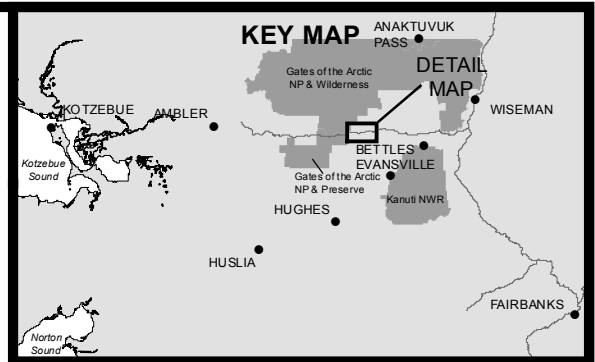 KEY MAP
ANAKTUVUK
PASS
Gates of the Arctic
NP & Wilderness
DETAIL
MAP
KOTZEBUE
AMBLER
WISEMAN
Kotzebue
Sound
BETTLES
EVANSVILLE
Gates of the Arctic
NP & Preserve
Kanuti NWR
HUGHES
HUSLIA
FAIRBANKS
Norton
Sound